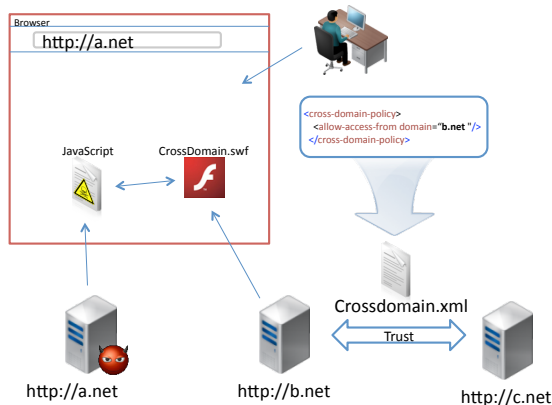 Browser
http://a.net
<cross-domain-policy>
<allow-access-from domain="b.net "/>
</cross-domain-policy>
JavaScript
CrossDomain.swf
Crossdomain.xml
Trust
http://a.net
http://b.net
http://c.net